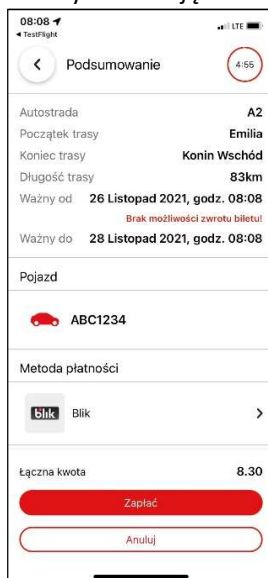 08:08
LTE
◄ TestFlight
Podsumowanie
4:55
Autostrada A2
Początek trasy Emilia
Koniec trasy Konin Wschód
Długość trasy 83km
Ważny od 26 Listopad 2021, godz. 08:08
Brak możliwości zwrotu biletu!
Ważny do 28 Listopad 2021, godz. 08:08
Pojazd
ABC1234
Metoda płatności
blik Blik
Łączna kwota 8.30
Zapłać
Anuluj